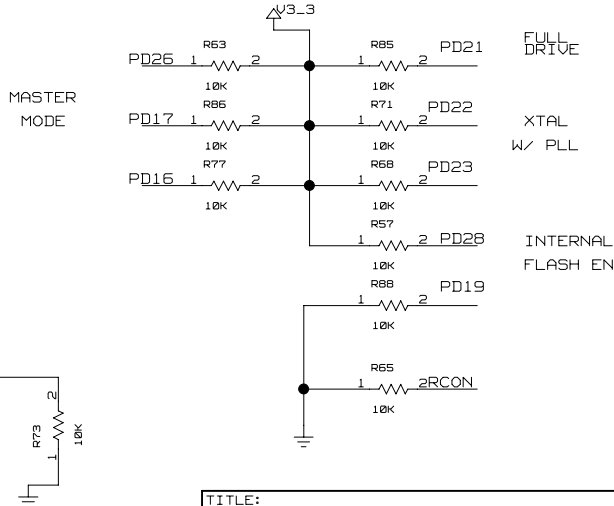 V3_3
R63
R85
PD21
FULL
DRIVE
PD26 1 2 1 2
10K
10K
MASTER
MODE
R86
R71
PD22
PD17 1 2 1 2
XTAL
W/ PLL
10K
10K
R77
R68
PD23
PD16 1 2 1 2
10K
10K
R57
1 2 PD28
INTERNAL
FLASH EN
10K
R88
PD19
1 2
10K
R65
1 2 RCON
10K
2
R73
10K
1
TITLE: